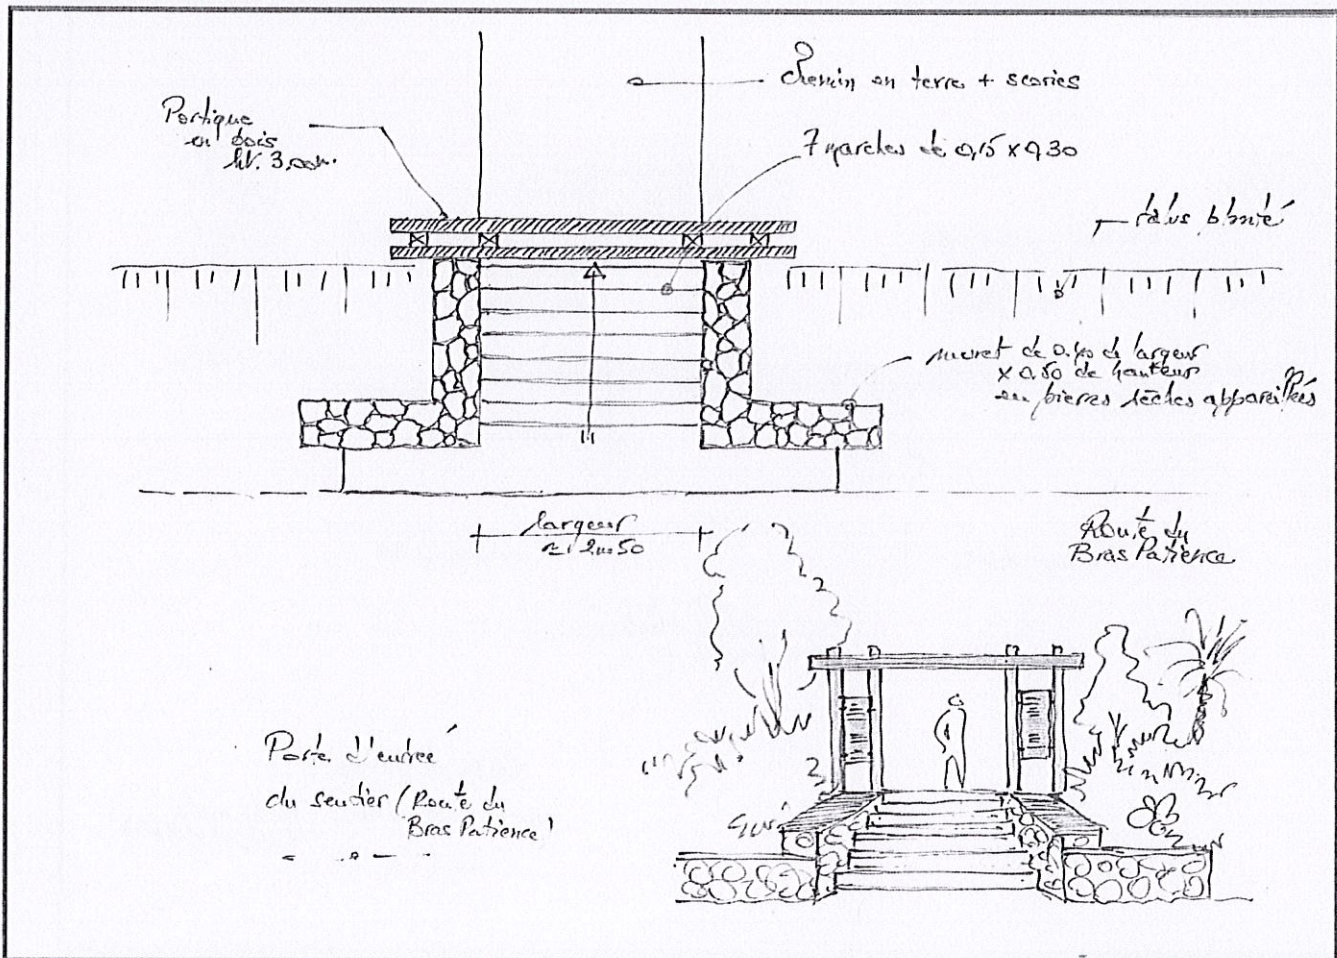 Chemin en terre + scories
Portique
en bois
ht. 3,00m.
7 marches de 0,15 x 0,30
talus planté
muret de 0.40 de largeur
x 0.50 de hauteur
en pierres sèches appareillées
largeur
2m50
Route du
Bras Patience
Porte d'entrée
du sentier (Route du
Bras Patience)